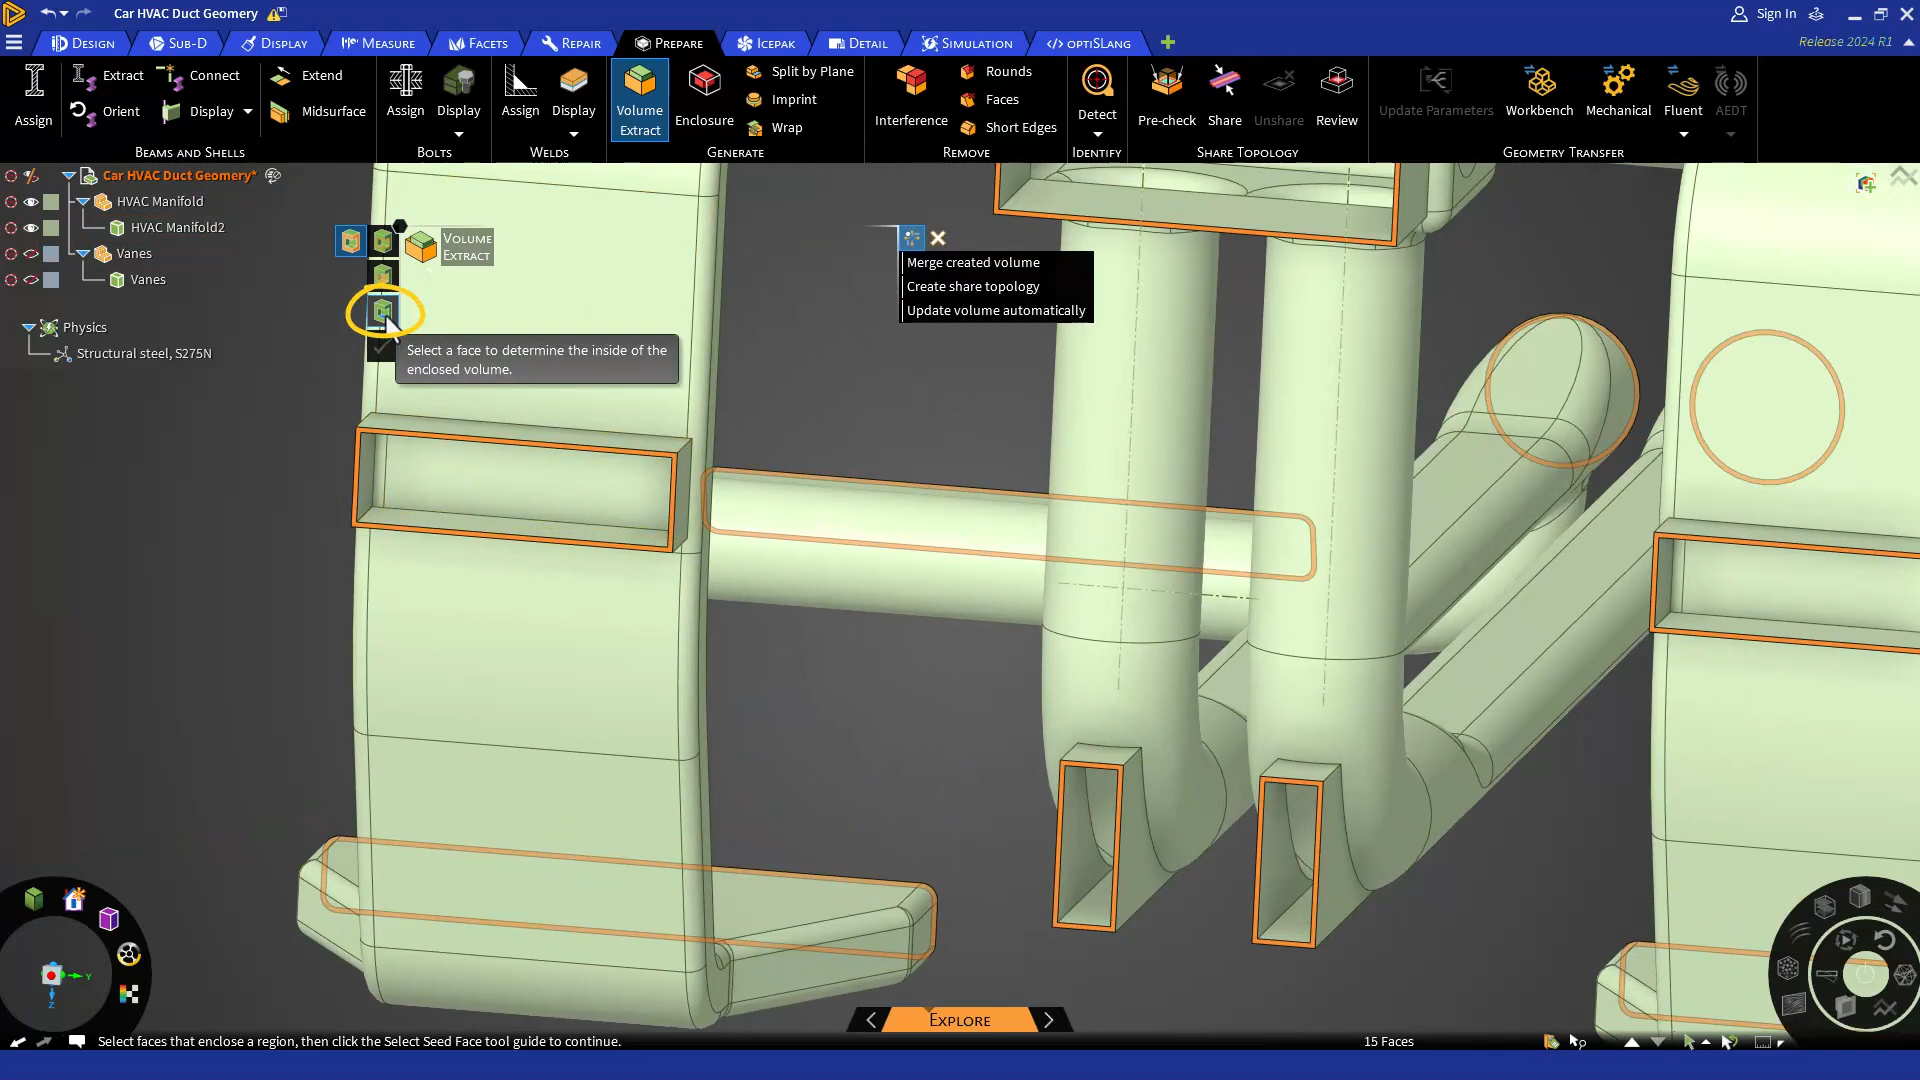 Car HVAC Duct Geometry
Sign In
Design
Sub-D
Display
Measure
Facets
Repair
Prepare
Icepak
Detail
Simulation
optiSLang
Release 2024 R1
Assign
Extract
Orient
Connect
Display
Extend
Midsurface
Beams and Shells
Assign
Display
Bolts
Assign
Display
Welds
Volume
Extract
Enclosure
Split by Plane
Imprint
Wrap
Generate
Interference
Rounds
Faces
Short Edges
Remove
Detect
Identify
Pre-check
Share
Unshare
Review
Share Topology
Update Parameters
Workbench
Mechanical
Fluent
AEDT
Geometry Transfer
Car HVAC Duct Geometry*
HVAC Manifold
HVAC Manifold2
Vanes
Vanes
Physics
Structural steel, S275N
Volume
Extract
Select a face to determine the inside of the
enclosed volume.
Merge created volume
Create share topology
Update volume automatically
Y
Z
Explore
Select faces that enclose a region, then click the Select Seed Face tool guide to continue.
15 Faces